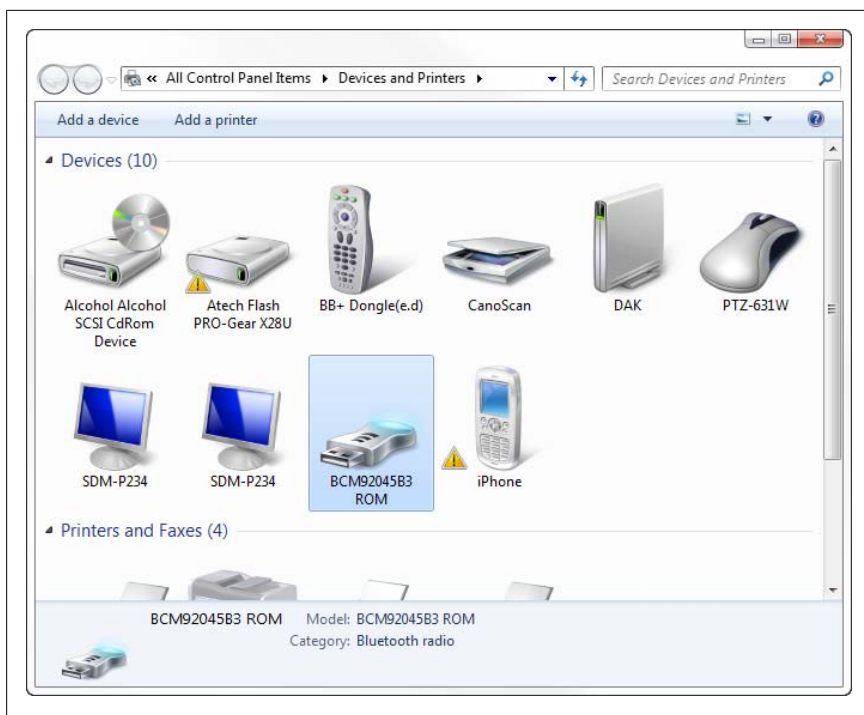 « All Control Panel Items ▸ Devices and Printers ▸
Search Devices and Printers
Add a device Add a printer
Devices (10)
Alcohol Alcohol
SCSI CdRom
Device
Atech Flash
PRO-Gear X28U
BB+ Dongle(e.d)
CanoScan
DAK
PTZ-631W
SDM-P234
SDM-P234
BCM92045B3
ROM
iPhone
Printers and Faxes (4)
BCM92045B3 ROM Model: BCM92045B3 ROM
Category: Bluetooth radio